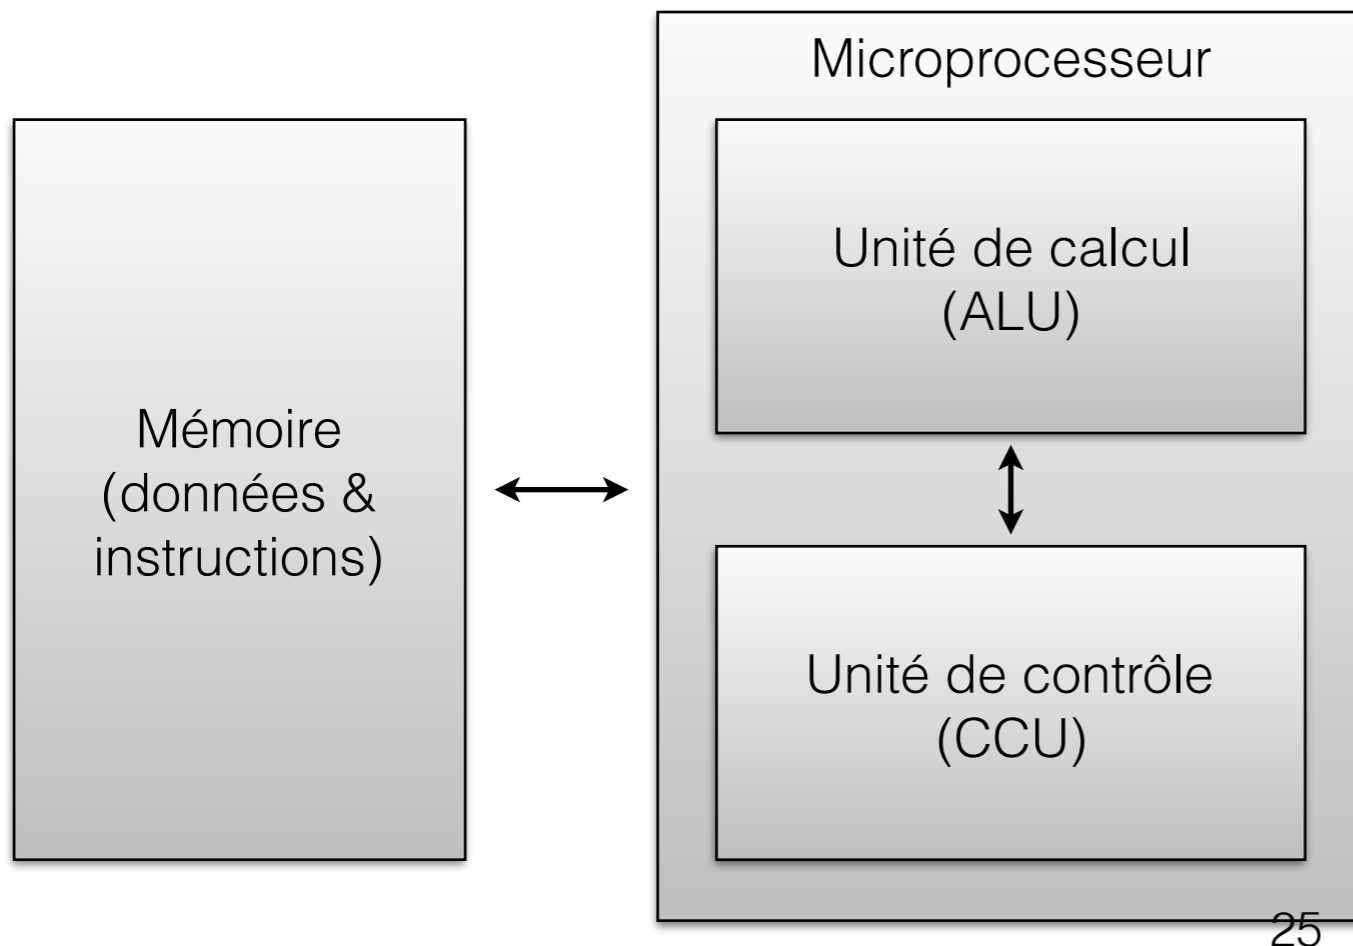 Microprocesseur
Unité de calcul
(ALU)
Mémoire
(données &
instructions)
Unité de contrôle
(CCU)
25